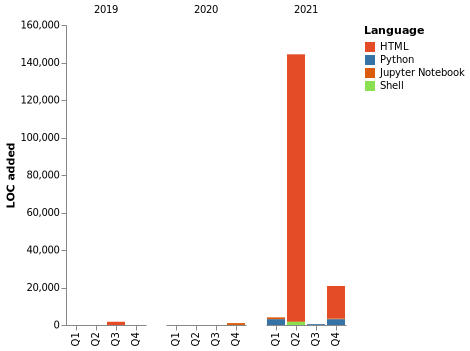 2019 2020 2021
Language
HTML
Python
Jupyter Notebook
Shell
LOC added
160,000
140,000
120,000
100,000
80,000
60,000
40,000
20,000
0
Q1 Q2 Q3 Q4 Q1 Q2 Q3 Q4 Q1 Q2 Q3 Q4